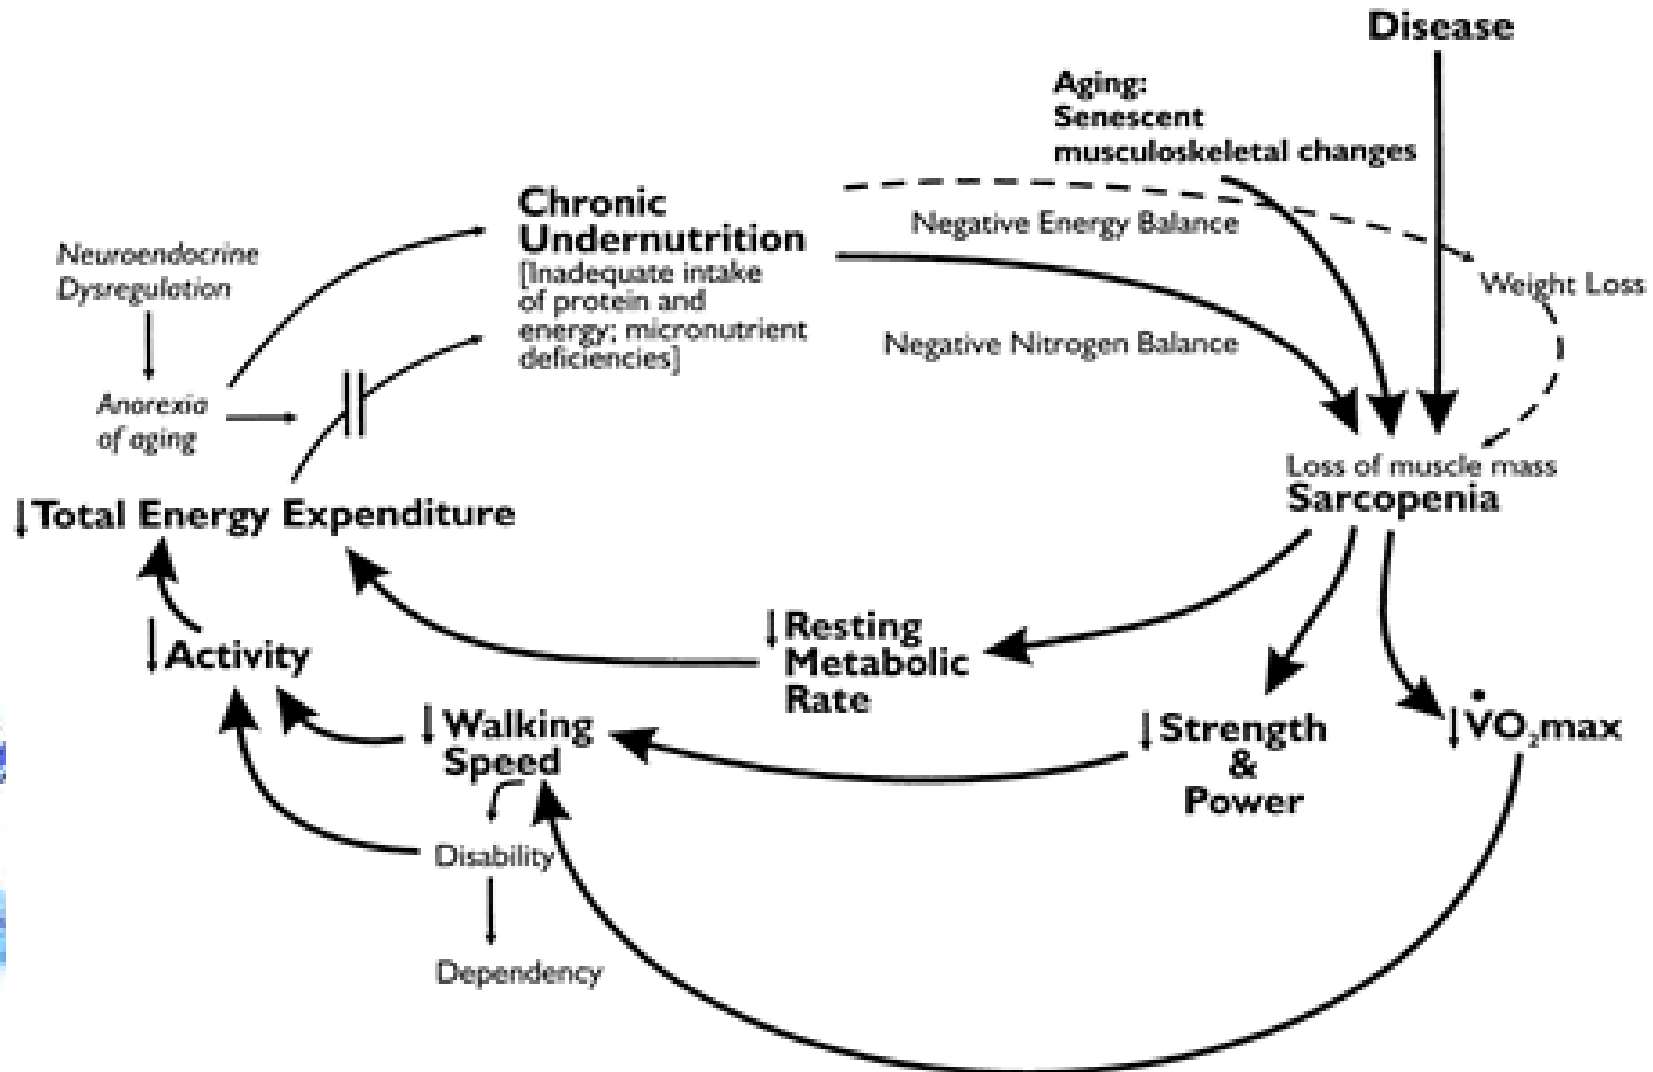 Disease
Aging:
Senescent
musculoskeletal changes
Chronic
Undernutrition
[Inadequate intake
of protein and
energy; micronutrient
deficiencies]
Negative Energy Balance
Neuroendocrine
Dysregulation
Weight Loss
Negative Nitrogen Balance
Anorexia
of aging
Loss of muscle mass
Sarcopenia
↓Total Energy Expenditure
↓Resting
Metabolic
Rate
↓Activity
↓Walking
Speed
↓Strength
&
Power
↓V̇O₂max
Disability
Dependency